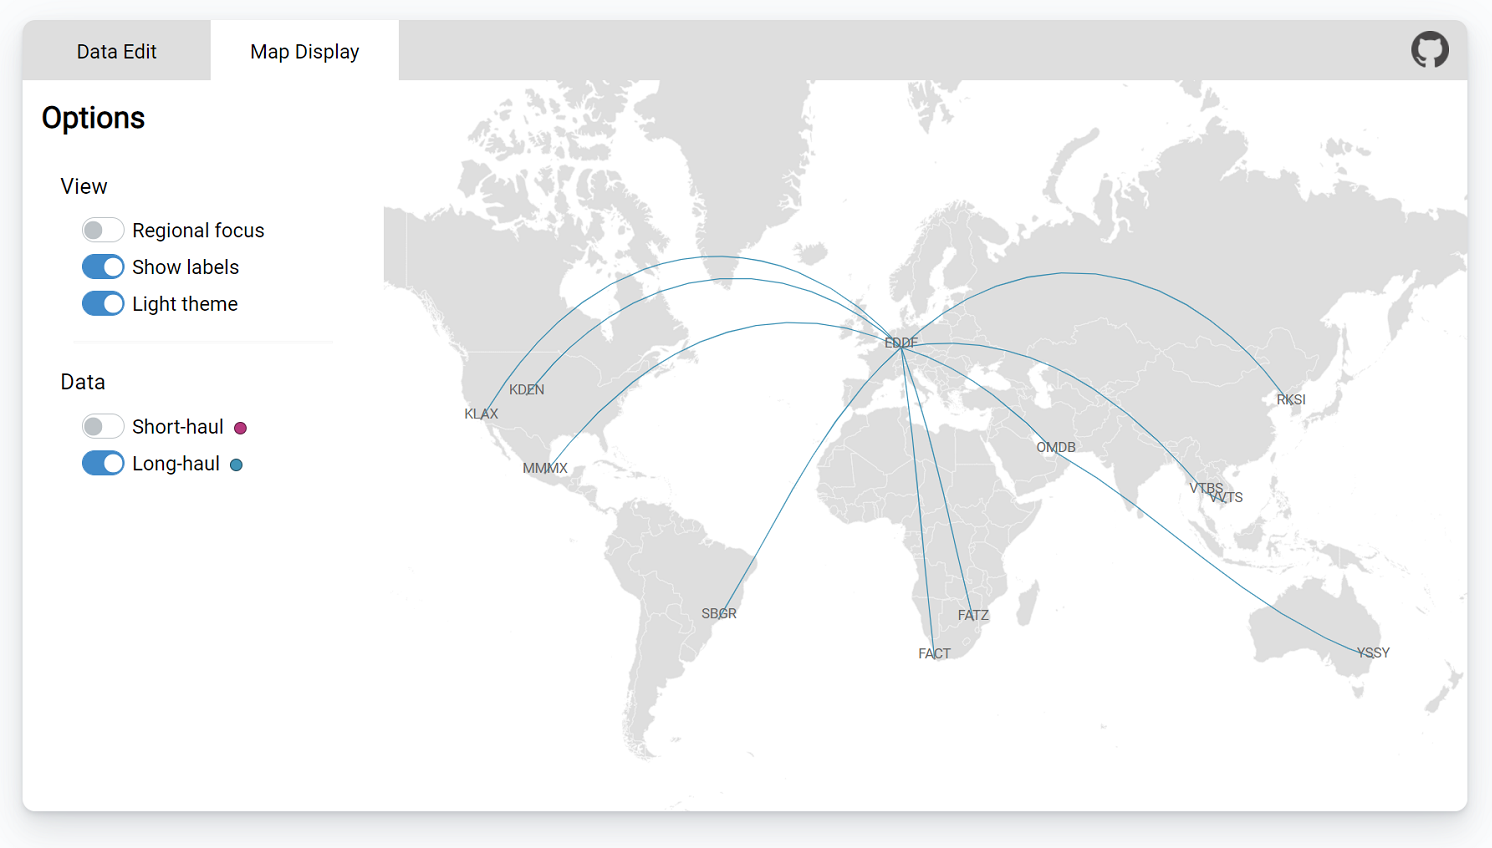 Data Edit
Map Display
Options
View
Regional focus
Show labels
Light theme
Data
Short-haul
Long-haul
EDDF
KDEN
KLAX
RKSI
OMDB
MMMX
VTBS
VVTS
SBGR
FATZ
FACT
YSSY